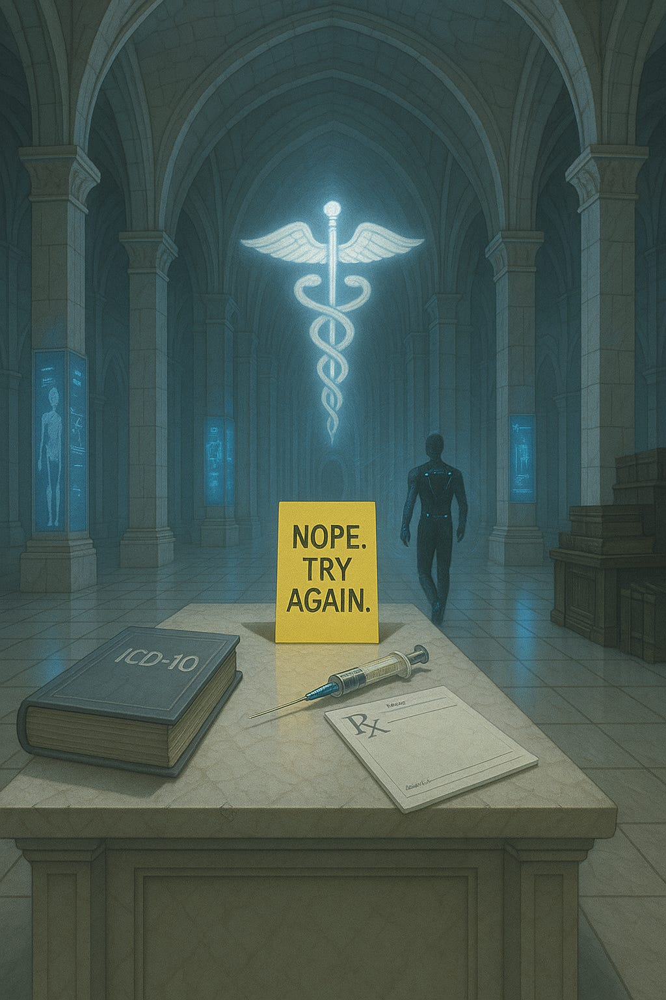 NOPE.
TRY
AGAIN.
ICD-10
Rx